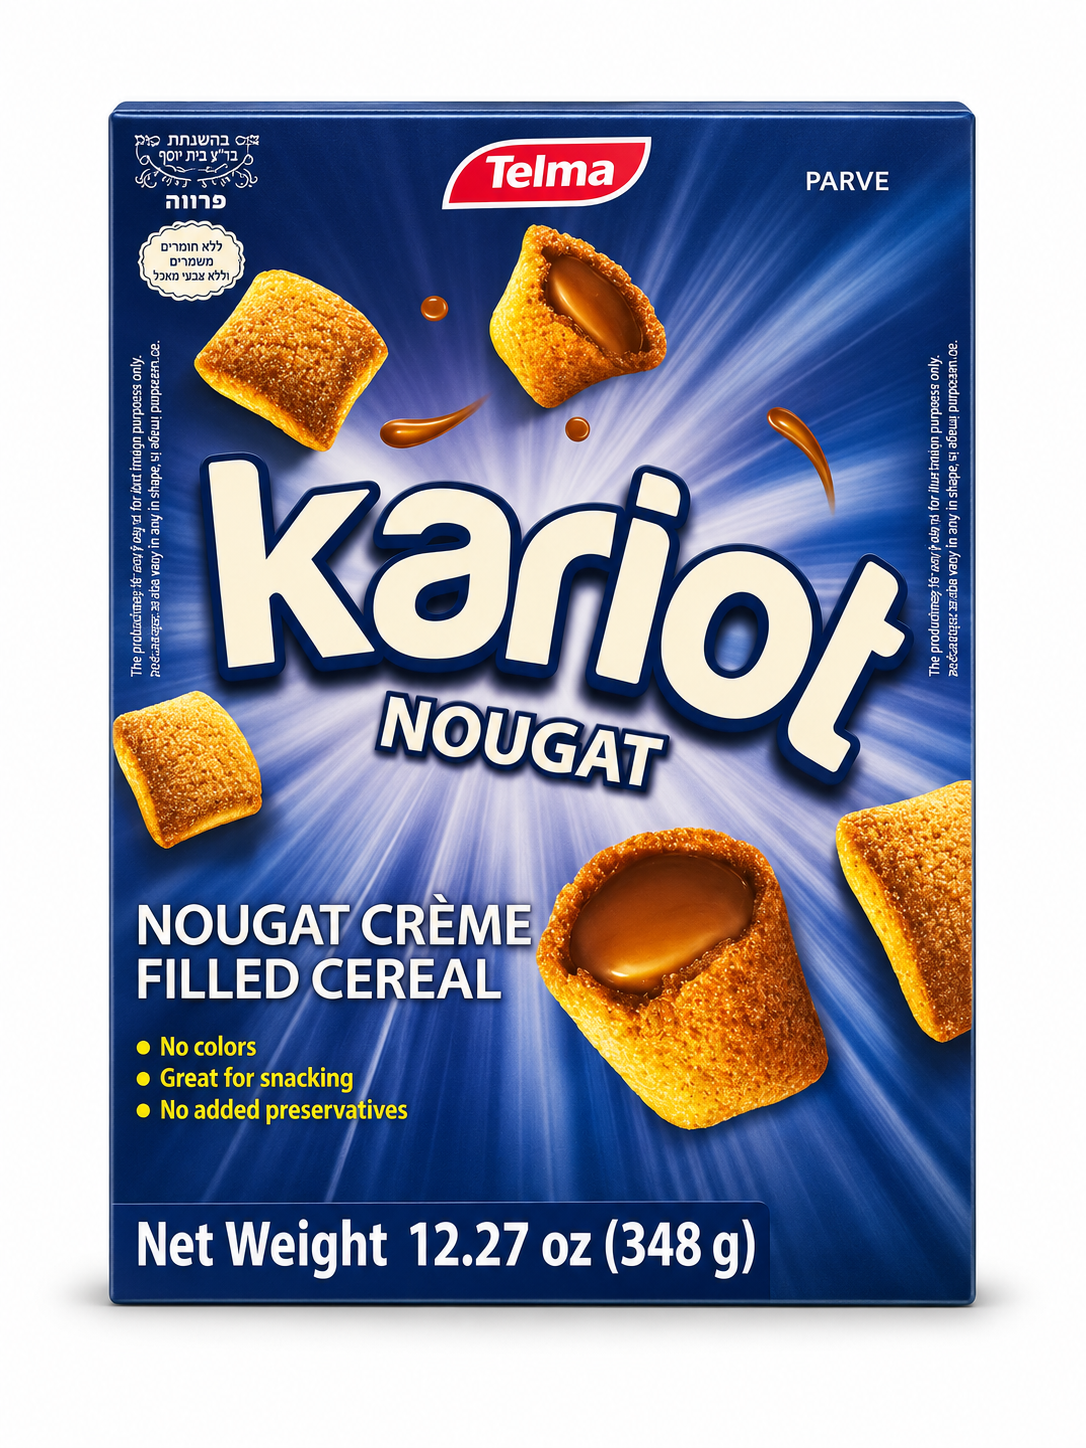 בהשגחת
בד"ץ בית יוסף
פרווה
ללא חומרים
משמרים
וללא צבעי מאכל
Telma
PARVE
kariot
NOUGAT
NOUGAT CRÈME
FILLED CEREAL
• No colors
• Great for snacking
• No added preservatives
Net Weight 12.27 oz (348 g)